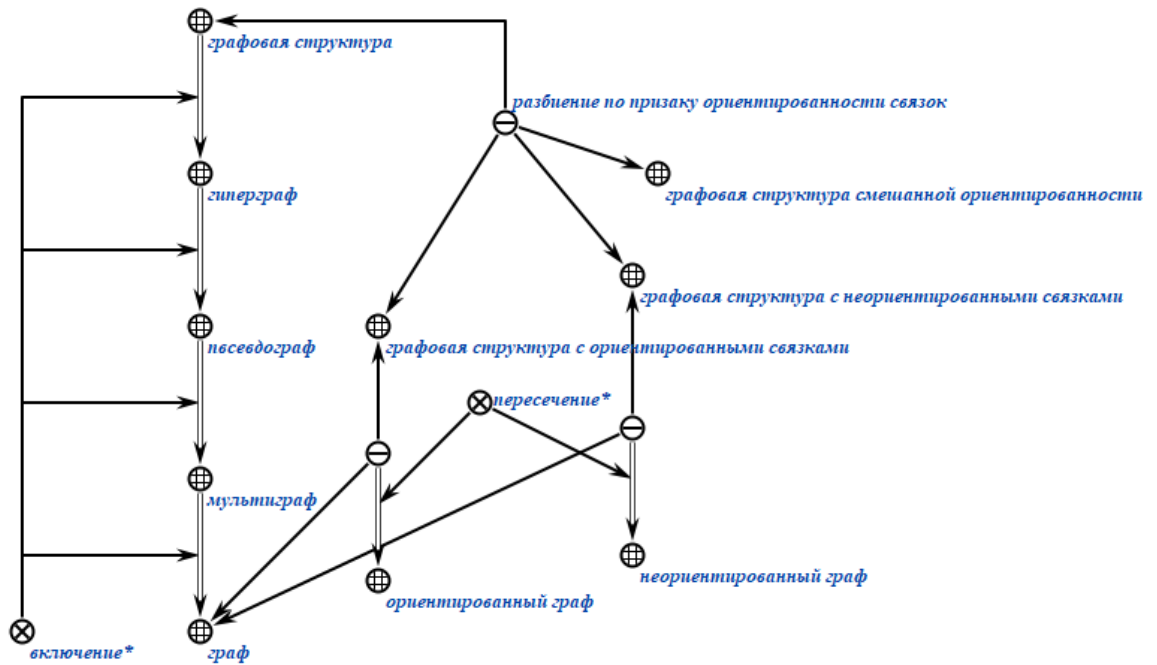 графовая структура
разбиение по призаку ориентированности связок
гиперграф
графовая структура смешанной ориентированности
графовая структура с неориентированными связками
пвсевдограф
графовая структура с ориентированными связками
пересечение*
мультиграф
неориентированный граф
ориентированный граф
включение*
граф